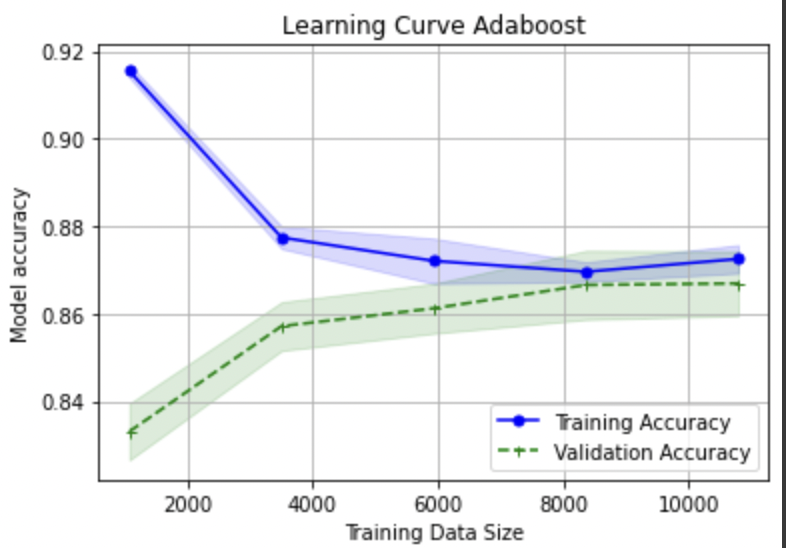 Learning Curve Adaboost
0.92
0.90
0.88
0.86
0.84
Model accuracy
Training Accuracy
Validation Accuracy
2000 4000 6000 8000 10000
Training Data Size